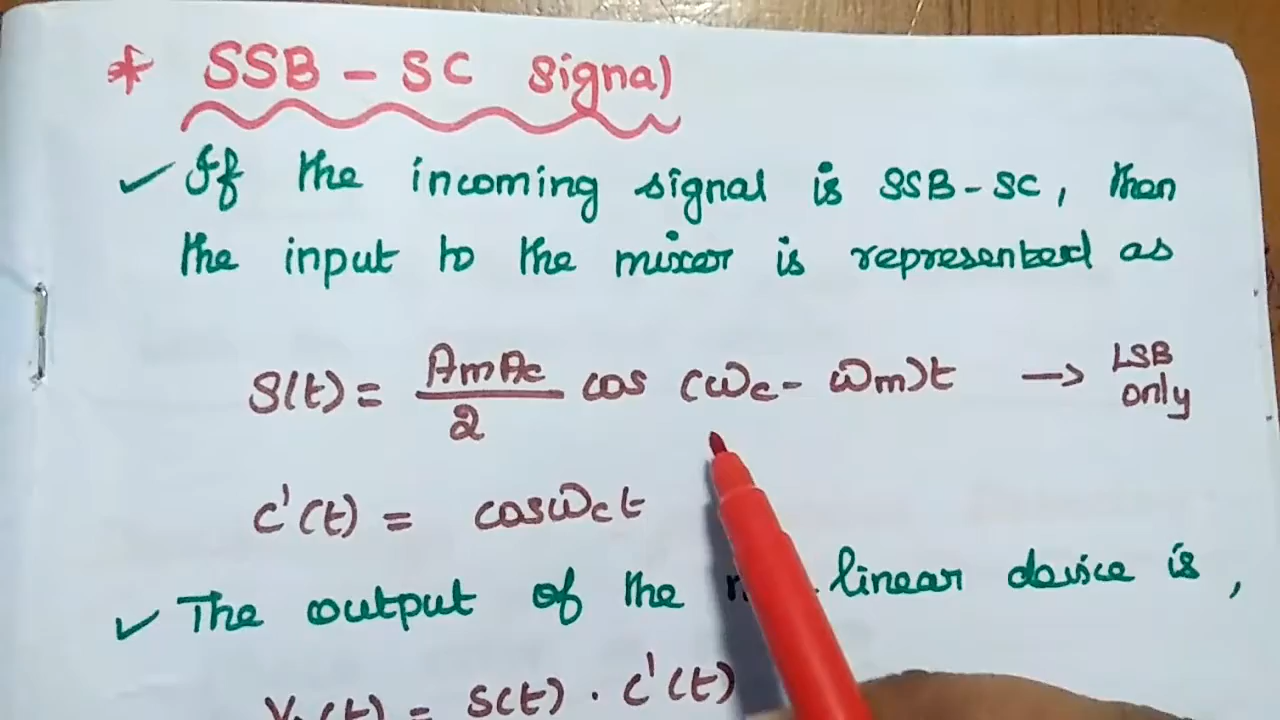 * SSB - SC Signal
✓ If the incoming signal is SSB - SC, then
the input to the mixer is represented as
S(t) = AmAc/2 cos (ωc - ωm)t → LSB only
c'(t) = cosωct
✓ The output of the linear device is,
= S(t) . c'(t)